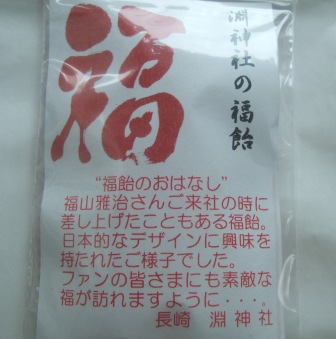 福
淵神社の福飴
“福飴のおはなし”
福山雅治さんご来社の時に
差し上げたこともある福飴。
日本的なデザインに興味を
持たれたご様子でした。
ファンの皆さまにも素敵な
福が訪れますように・・・。
長崎 淵神社